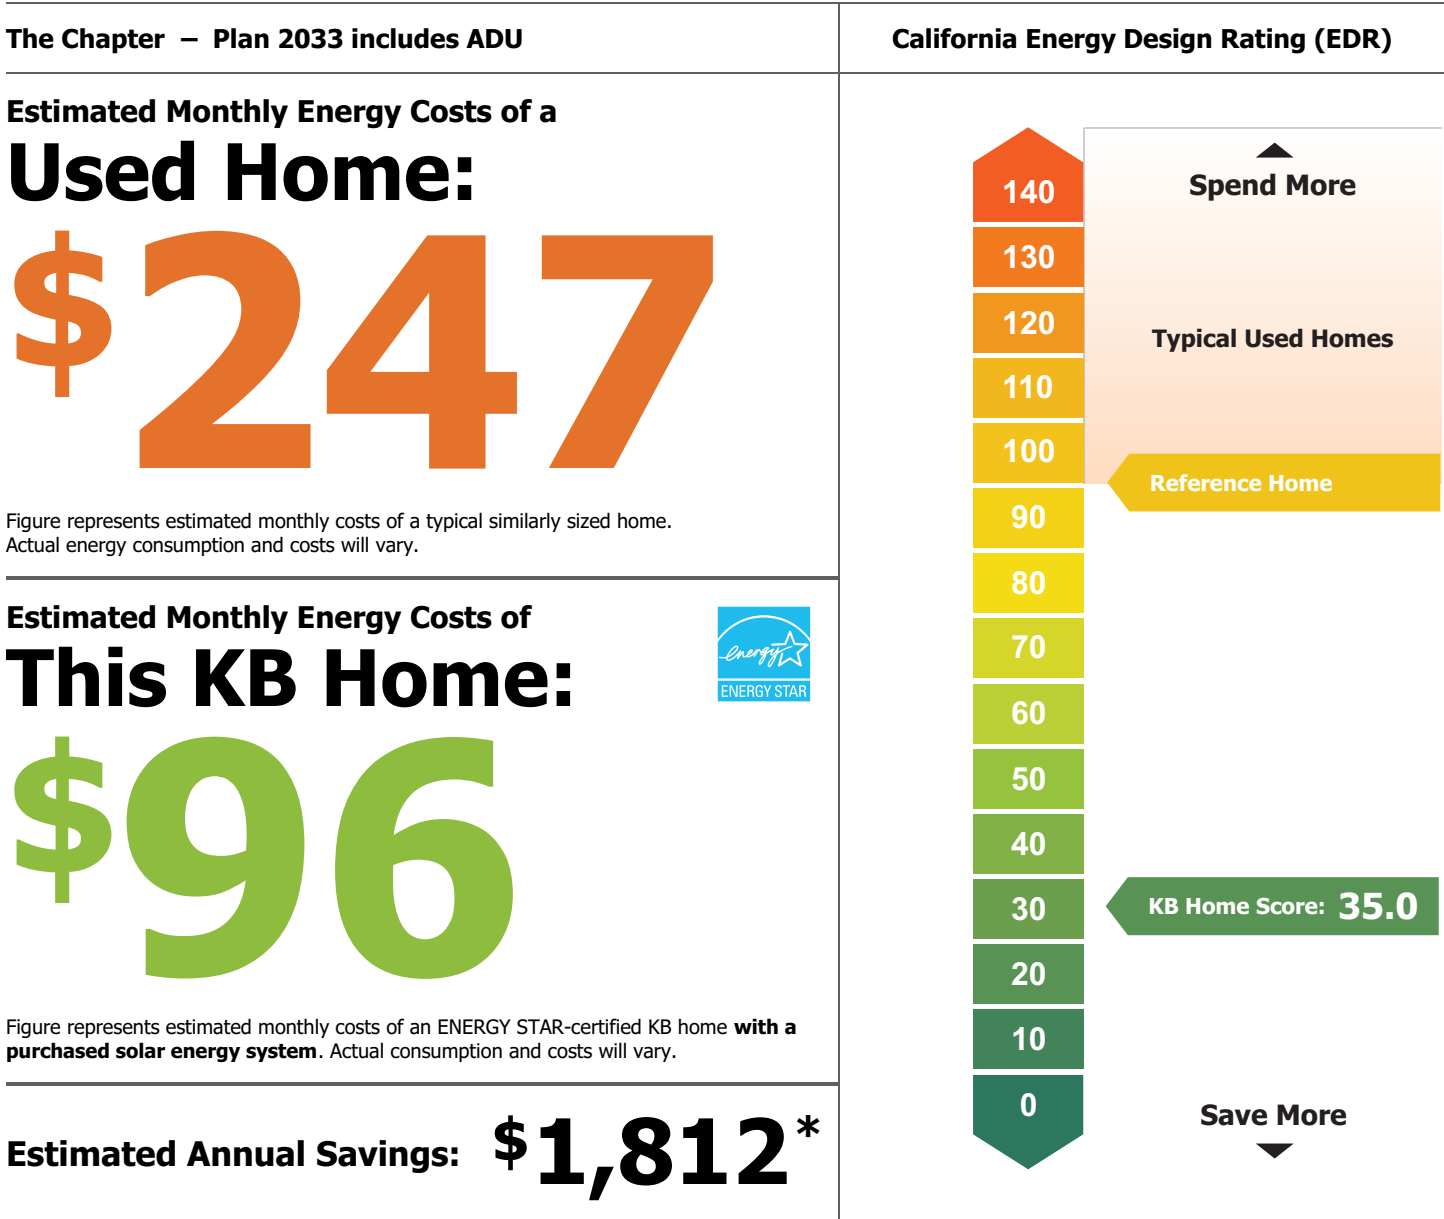 The Chapter – Plan 2033 includes ADU
Estimated Monthly Energy Costs of a
Used Home:
$247
Figure represents estimated monthly costs of a typical similarly sized home.
Actual energy consumption and costs will vary.
Estimated Monthly Energy Costs of
This KB Home:
energy
ENERGY STAR
$96
Figure represents estimated monthly costs of an ENERGY STAR-certified KB home with a
purchased solar energy system. Actual consumption and costs will vary.
Estimated Annual Savings: $1,812*
California Energy Design Rating (EDR)
140
Spend More
130
120
Typical Used Homes
110
100
Reference Home
90
80
70
60
50
40
30
KB Home Score: 35.0
20
10
0
Save More